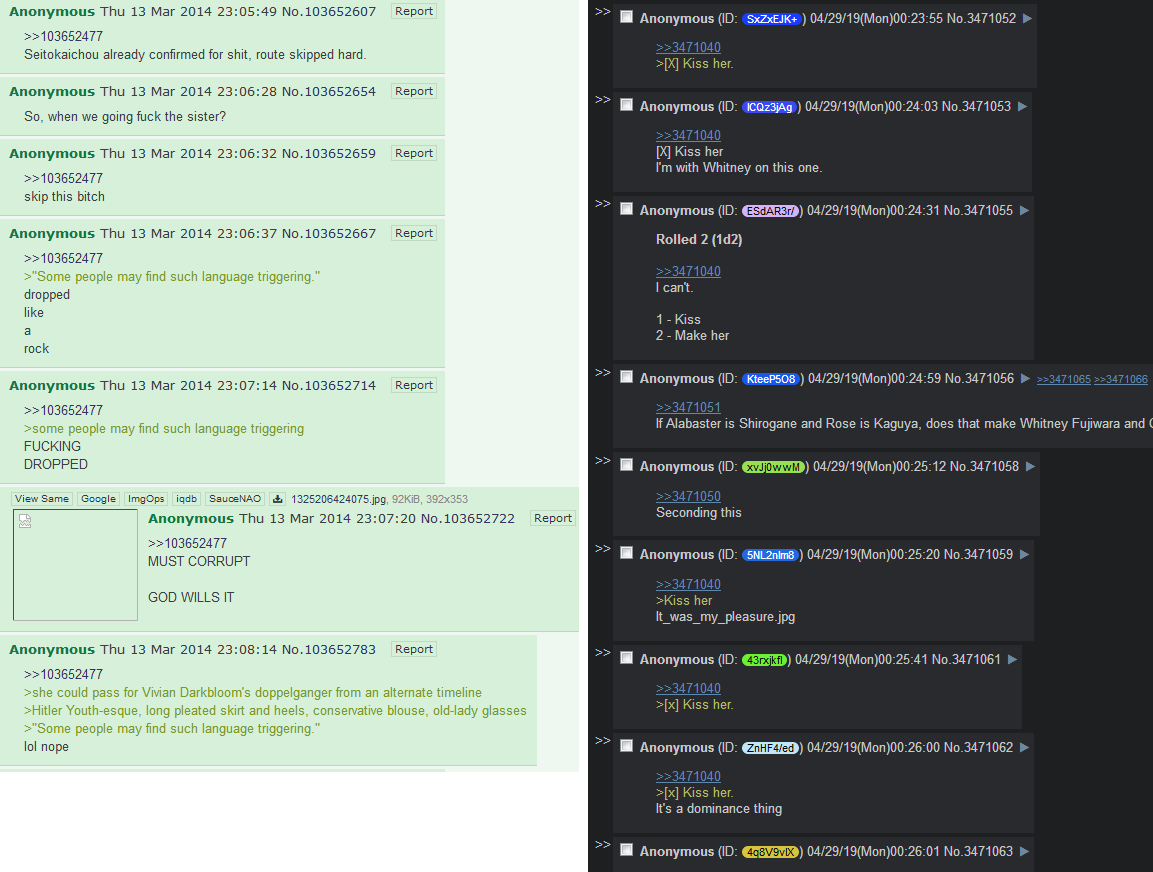 Anonymous Thu 13 Mar 2014 23:05:49 No.103652607 Report
>>103652477
Seitokaichou already confirmed for shit, route skipped hard.
Anonymous Thu 13 Mar 2014 23:06:28 No.103652654 Report
So, when we going fuck the sister?
Anonymous Thu 13 Mar 2014 23:06:32 No.103652659 Report
>>103652477
skip this bitch
Anonymous Thu 13 Mar 2014 23:06:37 No.103652667 Report
>>103652477
>"Some people may find such language triggering."
dropped
like
a
rock
Anonymous Thu 13 Mar 2014 23:07:14 No.103652714 Report
>>103652477
>some people may find such language triggering
FUCKING
DROPPED
View Same Google ImgOps iqdb SauceNAO 1325206424075.jpg, 92KiB, 392x353
Anonymous Thu 13 Mar 2014 23:07:20 No.103652722 Report
>>103652477
MUST CORRUPT
GOD WILLS IT
Anonymous Thu 13 Mar 2014 23:08:14 No.103652783 Report
>>103652477
>she could pass for Vivian Darkbloom's doppelganger from an alternate timeline
>Hitler Youth-esque, long pleated skirt and heels, conservative blouse, old-lady glasses
>"Some people may find such language triggering."
lol nope
>> Anonymous (ID: SxZxEJK+) 04/29/19(Mon)00:23:55 No.3471052 ▶
>>3471040
>[X] Kiss her.
>> Anonymous (ID: ICQz3jAg) 04/29/19(Mon)00:24:03 No.3471053 ▶
>>3471040
[X] Kiss her
I'm with Whitney on this one.
>> Anonymous (ID: ESdAR3r/) 04/29/19(Mon)00:24:31 No.3471055 ▶
Rolled 2 (1d2)
>>3471040
I can't.
1 - Kiss
2 - Make her
>> Anonymous (ID: KteeP5O8) 04/29/19(Mon)00:24:59 No.3471056 ▶ >>3471065 >>3471066
>>3471051
If Alabaster is Shirogane and Rose is Kaguya, does that make Whitney Fujiwara and
>> Anonymous (ID: xvJj0wwM) 04/29/19(Mon)00:25:12 No.3471058 ▶
>>3471050
Seconding this
>> Anonymous (ID: 5NL2nlm8) 04/29/19(Mon)00:25:20 No.3471059 ▶
>>3471040
>Kiss her
It_was_my_pleasure.jpg
>> Anonymous (ID: 43rxjkfl) 04/29/19(Mon)00:25:41 No.3471061 ▶
>>3471040
>[x] Kiss her.
>> Anonymous (ID: ZnHF4/ed) 04/29/19(Mon)00:26:00 No.3471062 ▶
>>3471040
>[x] Kiss her.
It's a dominance thing
>> Anonymous (ID: 4q8V9vlX) 04/29/19(Mon)00:26:01 No.3471063 ▶